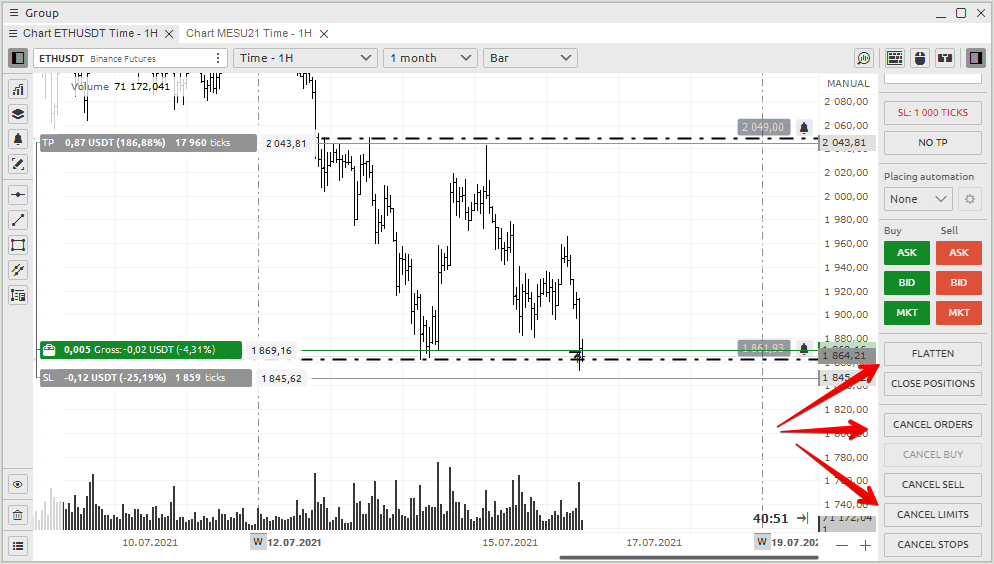 Group
Chart ETHUSDT Time - 1H
Chart MESU21 Time - 1H
ETHUSDT Binance Futures
Time - 1H
1 month
Bar
Volume 71 172,041
MANUAL
2 080,00
2 060,00
2 049,00
TP 0,87 USDT (186,88%) 17 960 ticks
2 043,81
2 043,81
2 020,00
2 000,00
1 980,00
1 960,00
1 940,00
1 920,00
1 900,00
1 880,00
0,005 Gross:-0,02 USDT (-4,31%)
1 869,16
1 861,93
1 864,21
SL -0,12 USDT (-25,19%) 1 859 ticks
1 845,62
1 820,00
1 780,00
1 740,00
40:51
71 172,04
1
10.07.2021
W
12.07.2021
15.07.2021
17.07.2021
W
19.07.202
SL: 1 000 TICKS
NO TP
Placing automation
None
Buy
Sell
ASK
ASK
BID
BID
MKT
MKT
FLATTEN
CLOSE POSITIONS
CANCEL ORDERS
CANCEL BUY
CANCEL SELL
CANCEL LIMITS
CANCEL STOPS